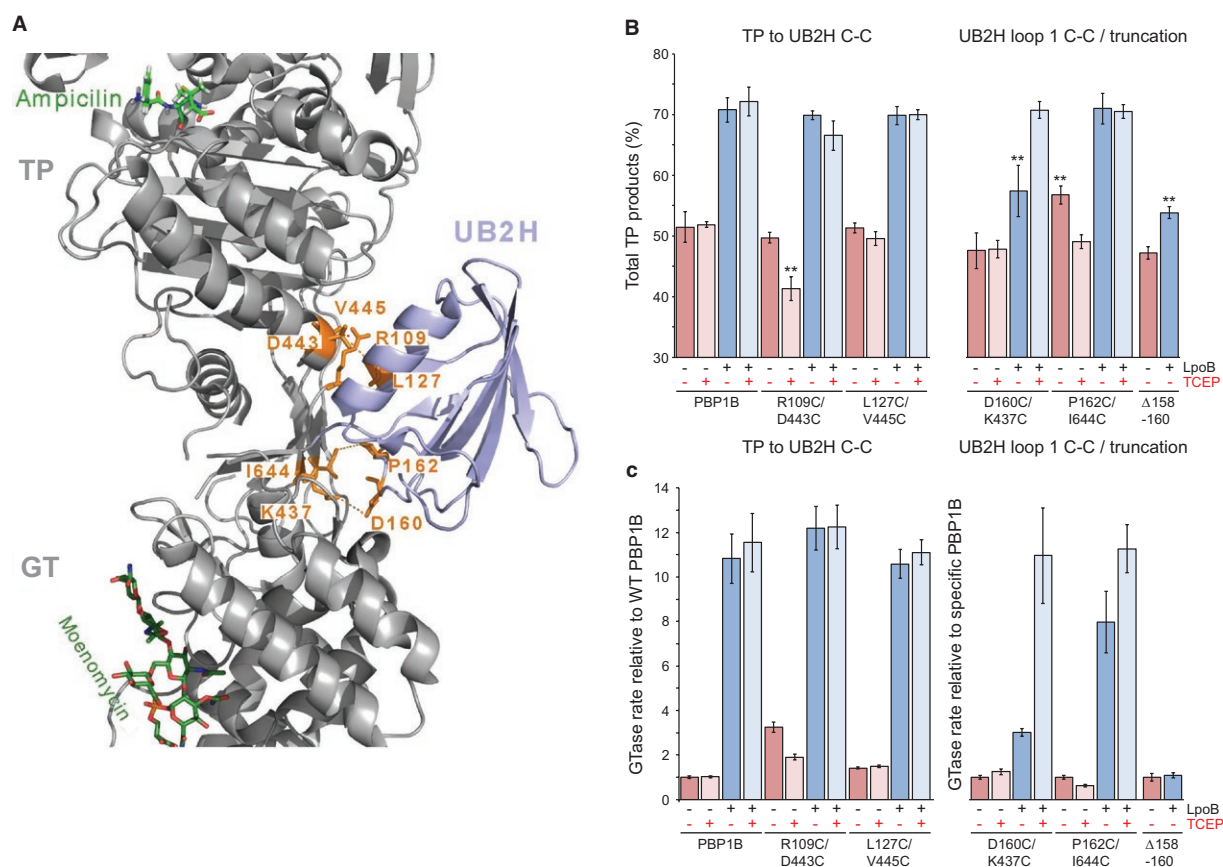 A
Ampicilin
TP
UB2H
V445
D443
R109
L127
I644
P162
K437
D160
GT
Moenomycin
B
TP to UB2H C-C
UB2H loop 1 C-C / truncation
Total TP products (%)
80
70
60
50
40
30
**
**
**
**
- - + + - - + + - - + + - - + + - - + + - + LpoB
- + - + - + - + - + - + - + - + - + - + - - TCEP
PBP1B
R109C/
D443C
L127C/
V445C
D160C/
K437C
P162C/
I644C
Δ158
-160
c
TP to UB2H C-C
UB2H loop 1 C-C / truncation
GTase rate relative to WT PBP1B
14
12
10
8
6
4
2
0
GTase rate relative to specific PBP1B
- - + + - - + + - - + + - - + + - - + + - + LpoB
- + - + - + - + - + - + - + - + - + - + - - TCEP
PBP1B
R109C/
D443C
L127C/
V445C
D160C/
K437C
P162C/
I644C
Δ158
-160